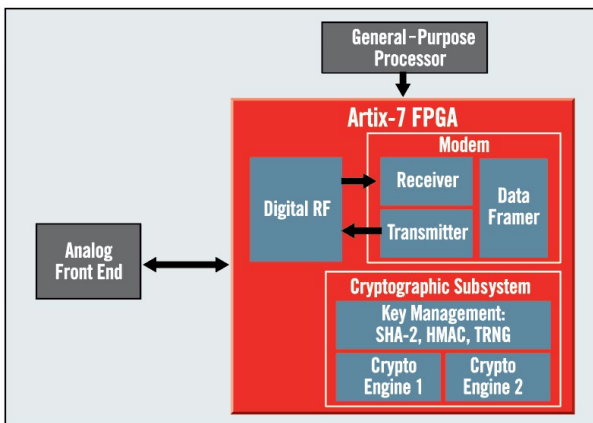 General-Purpose
Processor
Artix-7 FPGA
Modem
Digital RF
Receiver
Transmitter
Data
Framer
Analog
Front End
Cryptographic Subsystem
Key Management:
SHA-2, HMAC, TRNG
Crypto
Engine 1
Crypto
Engine 2